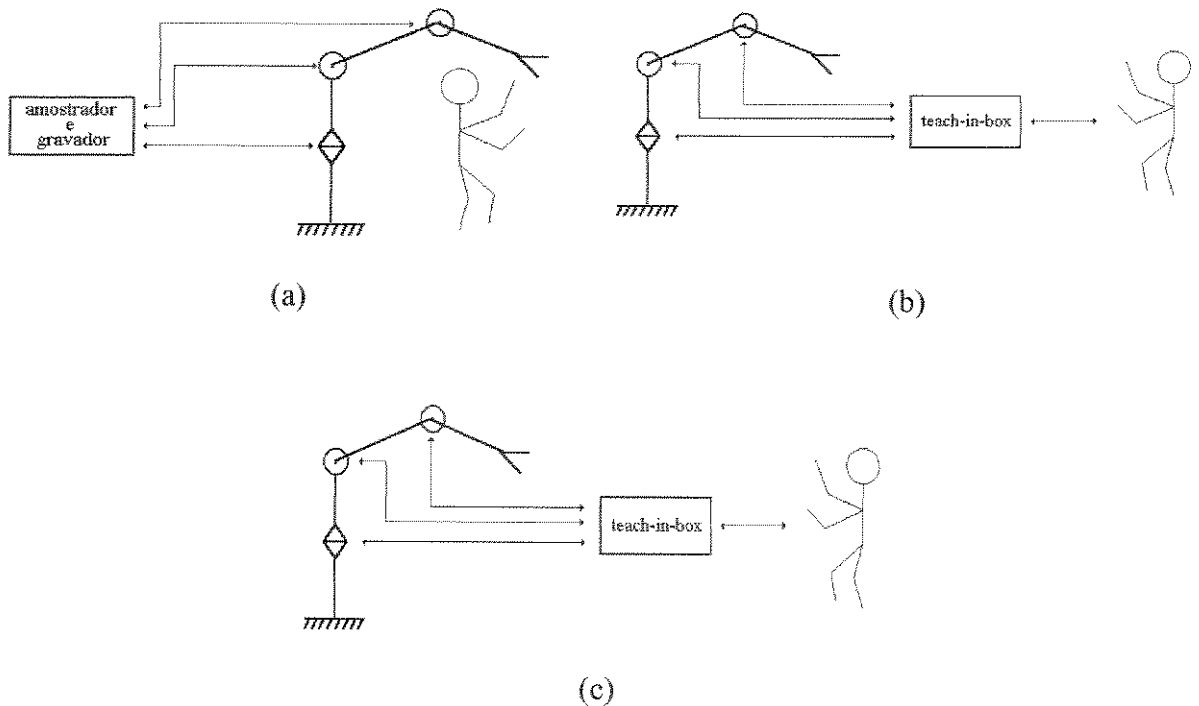 amostrador
e
gravador
teach-in-box
(a)
(b)
teach-in-box
(c)